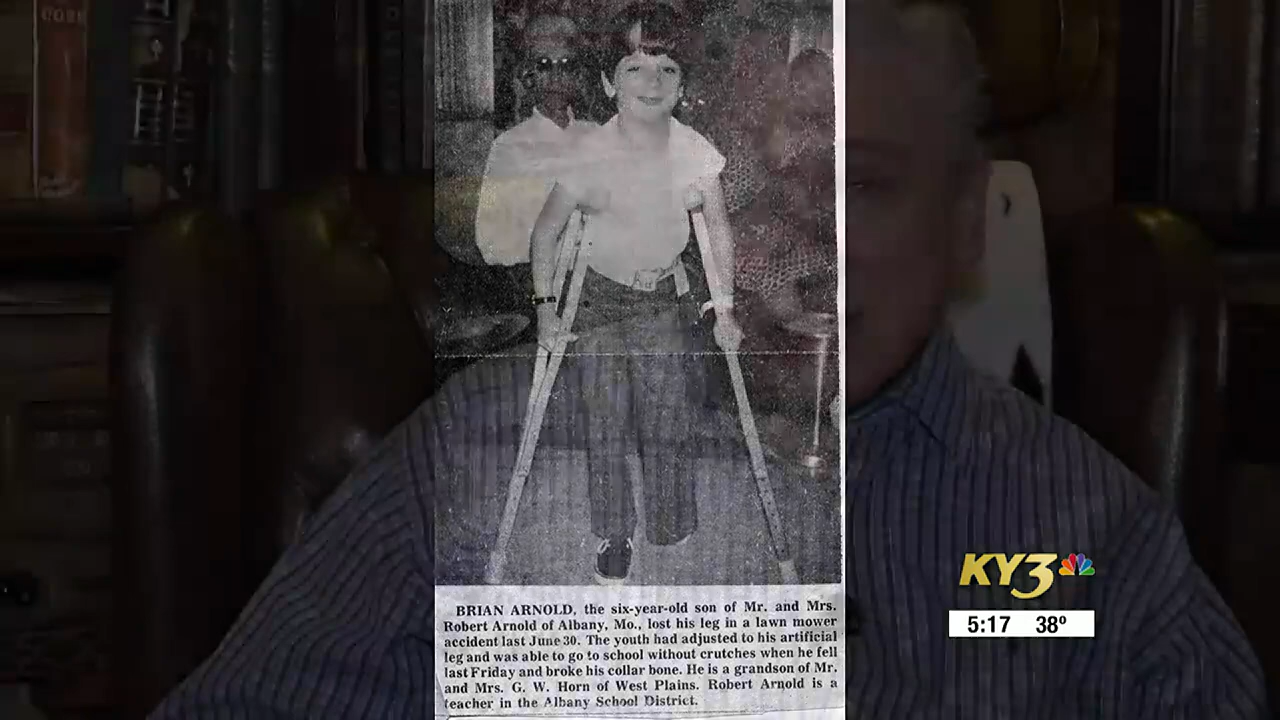 BRIAN ARNOLD, the six-year-old son of Mr. and Mrs.
Robert Arnold of Albany, Mo., lost his leg in a lawn mower
accident last June 30. The youth had adjusted to his artificial
leg and was able to go to school without crutches when he fell
last Friday and broke his collar bone. He is a grandson of Mr.
and Mrs. G. W. Horn of West Plains. Robert Arnold is a
teacher in the Albany School District.
KY3
5:17 38º